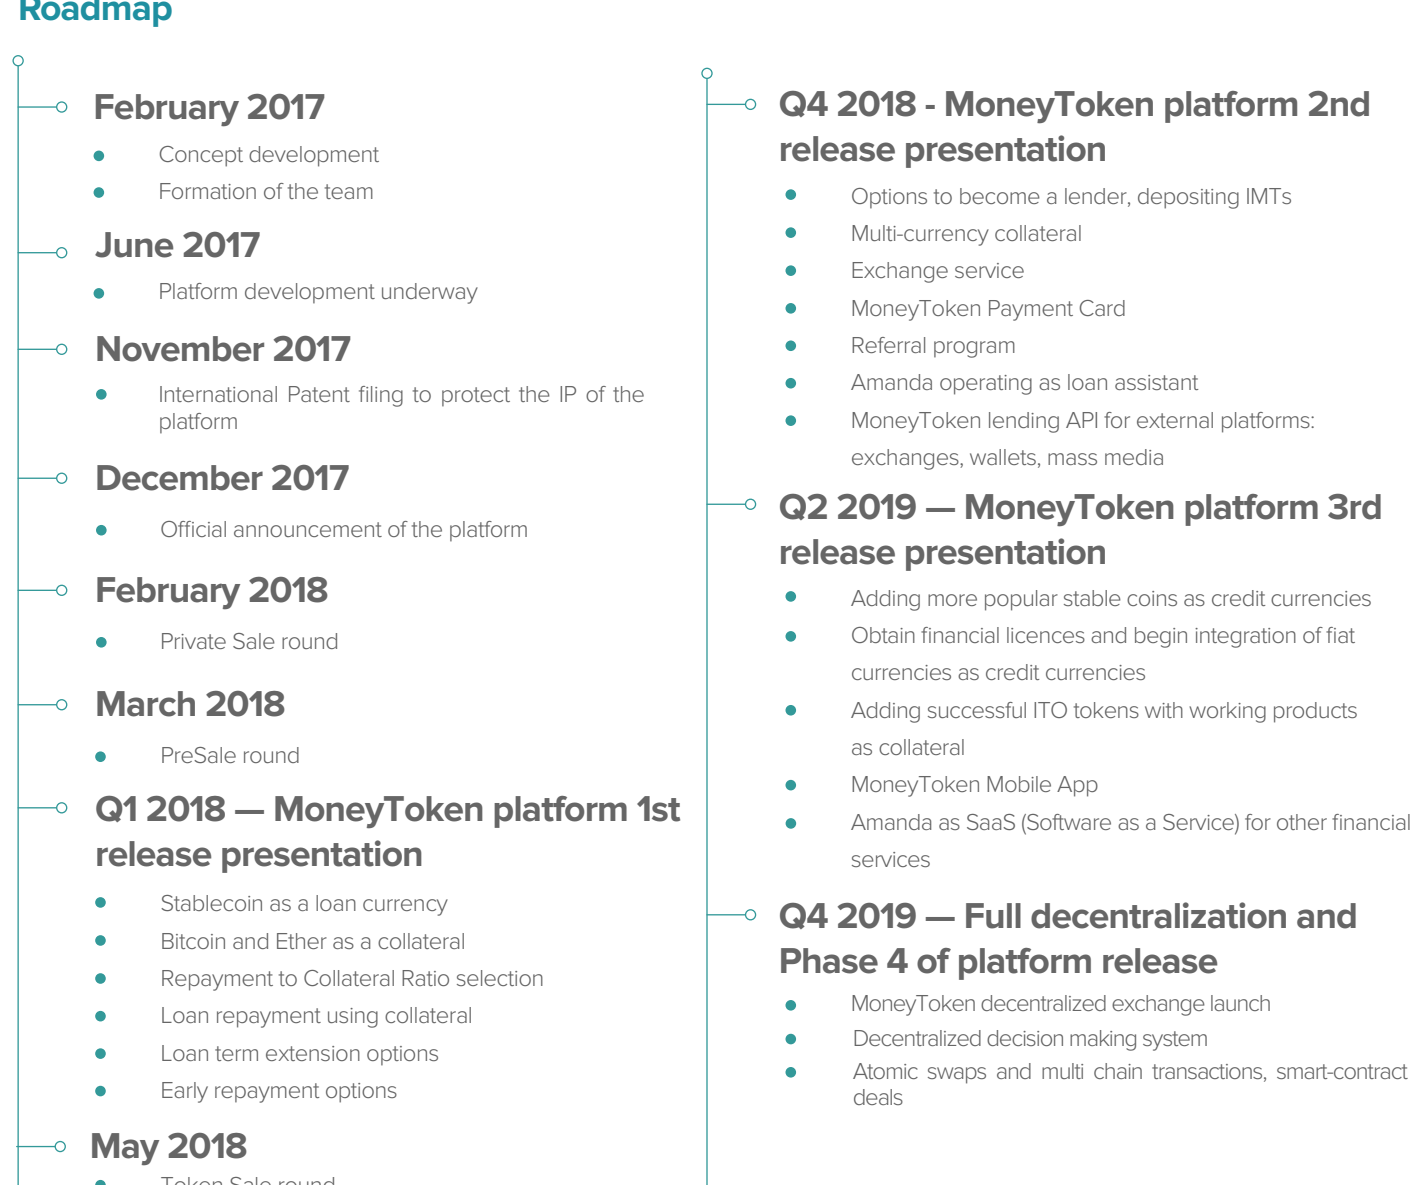 Roadmap
February 2017
Concept development
Formation of the team
June 2017
Platform development underway
November 2017
International Patent filing to protect the IP of the
platform
December 2017
Official announcement of the platform
February 2018
Private Sale round
March 2018
PreSale round
Q1 2018 — MoneyToken platform 1st
release presentation
Stablecoin as a loan currency
Bitcoin and Ether as a collateral
Repayment to Collateral Ratio selection
Loan repayment using collateral
Loan term extension options
Early repayment options
May 2018
Token Sale round
Q4 2018 - MoneyToken platform 2nd
release presentation
Options to become a lender, depositing IMTs
Multi-currency collateral
Exchange service
MoneyToken Payment Card
Referral program
Amanda operating as loan assistant
MoneyToken lending API for external platforms:
exchanges, wallets, mass media
Q2 2019 — MoneyToken platform 3rd
release presentation
Adding more popular stable coins as credit currencies
Obtain financial licences and begin integration of fiat
currencies as credit currencies
Adding successful ITO tokens with working products
as collateral
MoneyToken Mobile App
Amanda as SaaS (Software as a Service) for other financial
services
Q4 2019 — Full decentralization and
Phase 4 of platform release
MoneyToken decentralized exchange launch
Decentralized decision making system
Atomic swaps and multi chain transactions, smart-contract
deals